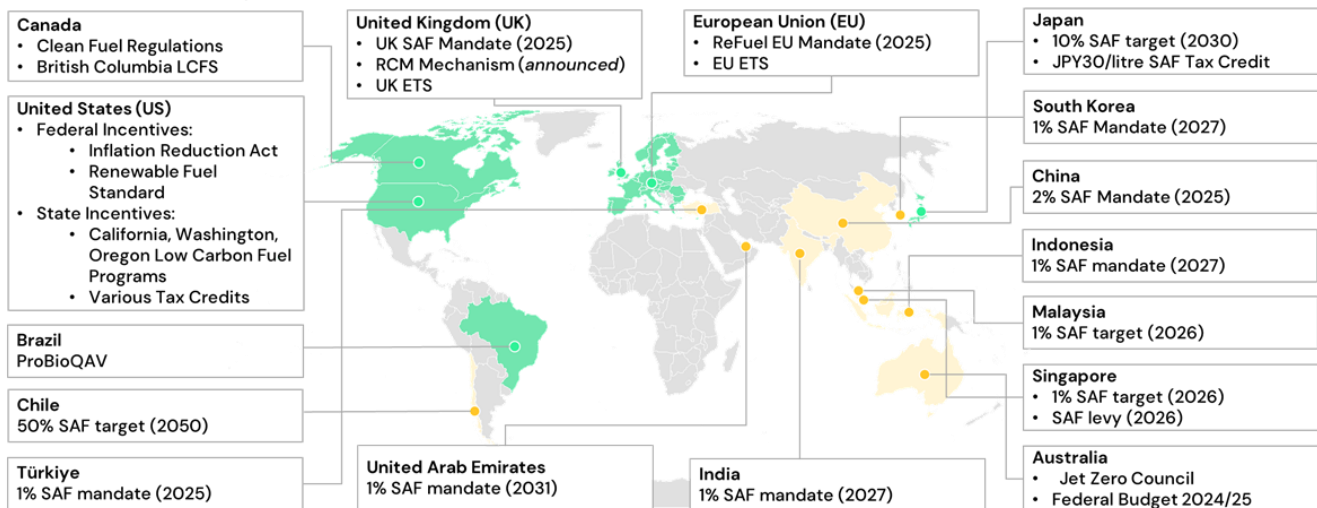 Canada
• Clean Fuel Regulations
• British Columbia LCFS
United States (US)
• Federal Incentives:
• Inflation Reduction Act
• Renewable Fuel
Standard
• State Incentives:
• California, Washington,
Oregon Low Carbon Fuel
Programs
• Various Tax Credits
Brazil
ProBioQAV
Chile
50% SAF target (2050)
Türkiye
1% SAF mandate (2025)
United Kingdom (UK)
• UK SAF Mandate (2025)
• RCM Mechanism (announced)
• UK ETS
European Union (EU)
• ReFuel EU Mandate (2025)
• EU ETS
United Arab Emirates
1% SAF mandate (2031)
India
1% SAF mandate (2027)
Japan
• 10% SAF target (2030)
• JPY30/litre SAF Tax Credit
South Korea
1% SAF Mandate (2027)
China
2% SAF Mandate (2025)
Indonesia
1% SAF mandate (2027)
Malaysia
1% SAF target (2026)
Singapore
• 1% SAF target (2026)
• SAF levy (2026)
Australia
• Jet Zero Council
• Federal Budget 2024/25